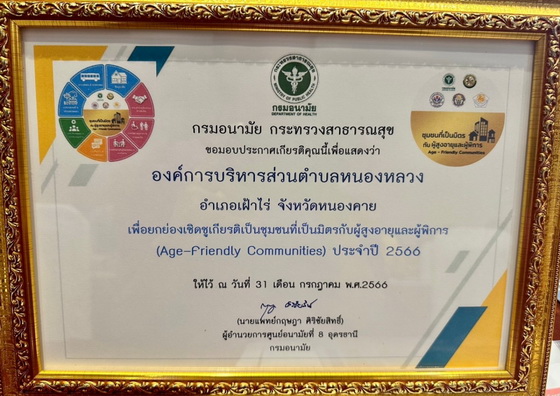 กรมอนามัย
DEPARTMENT OF HEALTH
ชุมชนที่เป็นมิตร
กับ ผู้สูงอายุและผู้พิการ
Age - Friendly Communities
กรมอนามัย กระทรวงสาธารณสุข
ขอมอบประกาศเกียรติคุณนี้เพื่อแสดงว่า
องค์การบริหารส่วนตำบลหนองหลวง
อำเภอเฝ้าไร่ จังหวัดหนองคาย
เพื่อยกย่องเชิดชูเกียรติเป็นชุมชนที่เป็นมิตรกับผู้สูงอายุและผู้พิการ
(Age-Friendly Communities) ประจำปี 2566
ให้ไว้ ณ วันที่ 31 เดือน กรกฎาคม พ.ศ.2566
(นายแพทย์กฤษฎา ศิริชัยสิทธิ์)
ผู้อำนวยการศูนย์อนามัยที่ 8 อุดรธานี
กรมอนามัย